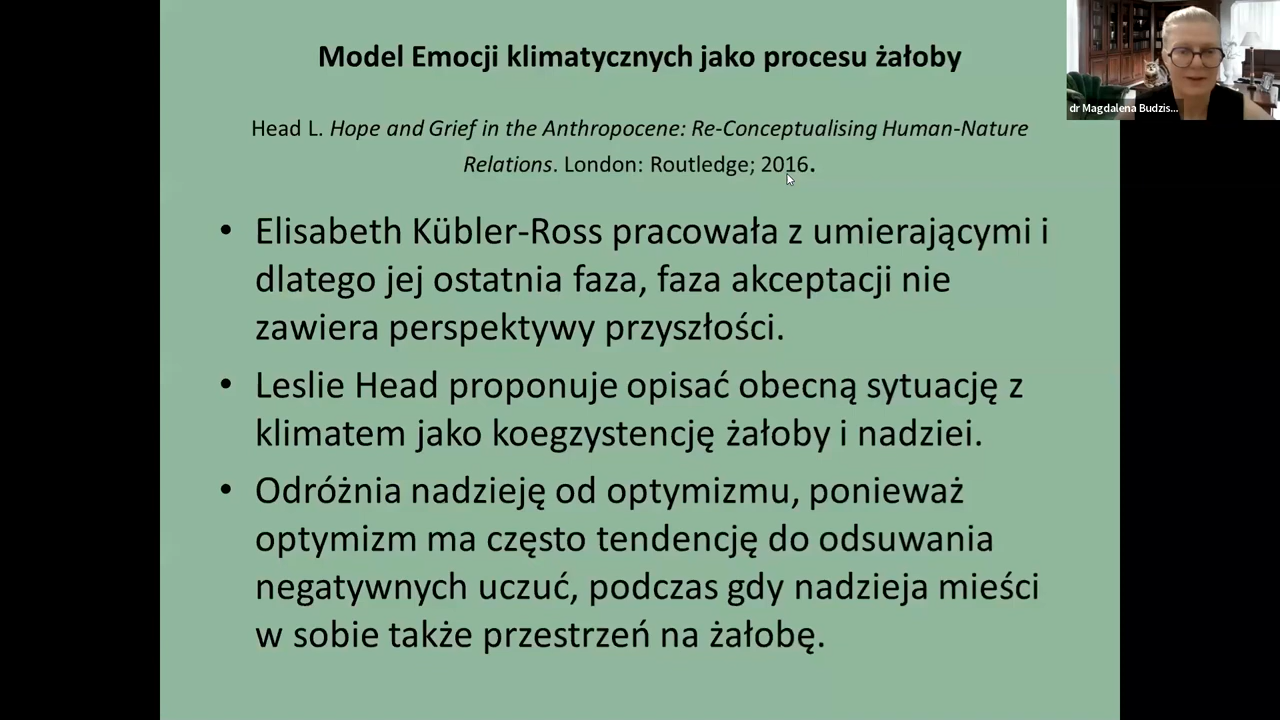 Model Emocji klimatycznych jako procesu żałoby
Head L. Hope and Grief in the Anthropocene: Re-Conceptualising Human-Nature
Relations. London: Routledge; 2016.
• Elisabeth Kübler-Ross pracowała z umierającymi i
dlatego jej ostatnia faza, faza akceptacji nie
zawiera perspektywy przyszłości.
• Leslie Head proponuje opisać obecną sytuację z
klimatem jako koegzystencję żałoby i nadziei.
• Odróżnia nadzieję od optymizmu, ponieważ
optymizm ma często tendencję do odsuwania
negatywnych uczuć, podczas gdy nadzieja mieści
w sobie także przestrzeń na żałobę.
dr Magdalena Budzis...